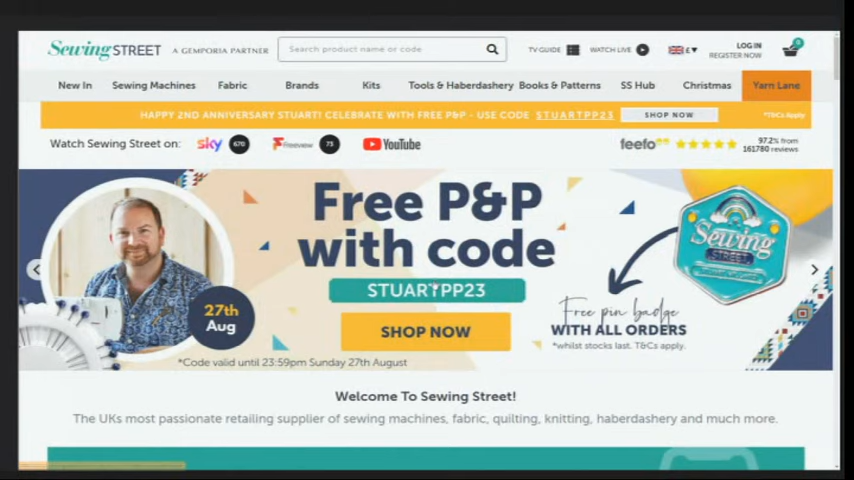 Sewing STREET A GEMPORIA PARTNER
Search product name or code
TV GUIDE
WATCH LIVE
£
LOG IN
REGISTER NOW
0
New In
Sewing Machines
Fabric
Brands
Kits
Tools & Haberdashery
Books & Patterns
SS Hub
Christmas
Yarn Lane
HAPPY 2ND ANNIVERSARY STUART! CELEBRATE WITH FREE P&P - USE CODE STUARTPP23
SHOP NOW
*T&Cs Apply
Watch Sewing Street on:
sky 670
Freeview 73
YouTube
feefo
97.2% from
161780 reviews
Free P&P
with code
STUARTPP23
SHOP NOW
*Code valid until 23:59pm Sunday 27th August
27th
Aug
Sewing
STREET
Free pin badge
WITH ALL ORDERS
*whilst stocks last. T&Cs apply.
Welcome To Sewing Street!
The UKs most passionate retailing supplier of sewing machines, fabric, quilting, knitting, haberdashery and much more.